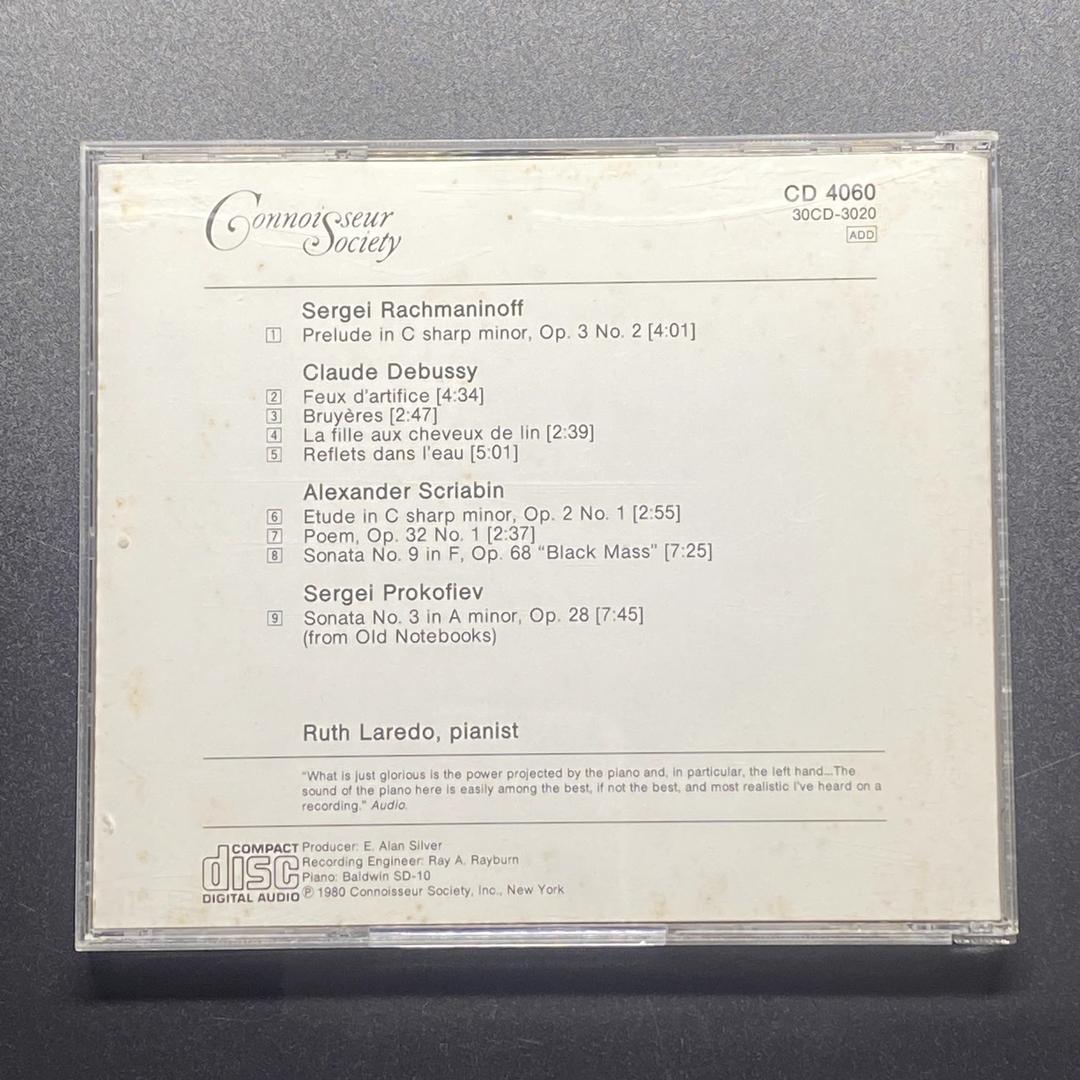 Connoisseur
Society
CD 4060
30CD-3020
ADD
Sergei Rachmaninoff
1 Prelude in C sharp minor, Op. 3 No. 2 [4:01]
Claude Debussy
2 Feux d'artifice [4:34]
3 Bruyères [2:47]
4 La fille aux cheveux de lin [2:39]
5 Reflets dans l'eau [5:01]
Alexander Scriabin
6 Etude in C sharp minor, Op. 2 No. 1 [2:55]
7 Poem, Op. 32 No. 1 [2:37]
8 Sonata No. 9 in F, Op. 68 "Black Mass" [7:25]
Sergei Prokofiev
9 Sonata No. 3 in A minor, Op. 28 [7:45]
(from Old Notebooks)
Ruth Laredo, pianist
"What is just glorious is the power projected by the piano and, in particular, the left hand...The
sound of the piano here is easily among the best, if not the best, and most realistic I've heard on a
recording." Audio.
COMPACT
disc
DIGITAL AUDIO
Producer: E. Alan Silver
Recording Engineer: Ray A. Rayburn
Piano: Baldwin SD-10
℗ 1980 Connoisseur Society, Inc., New York